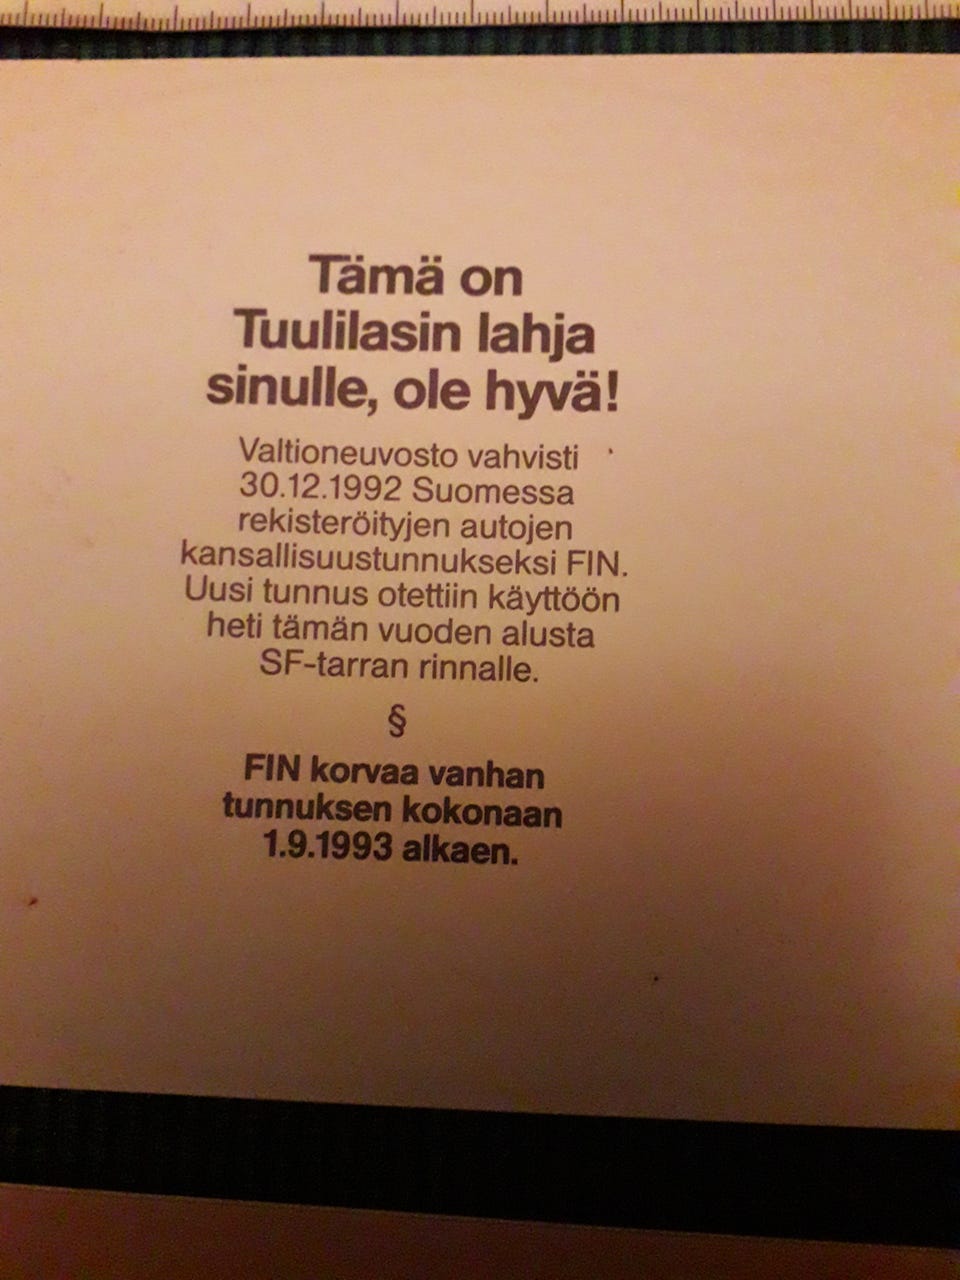 Tämä on
Tuulilasin lahja
sinulle, ole hyvä!
Valtioneuvosto vahvisti
30.12.1992 Suomessa
rekisteröityjen autojen
kansallisuustunnukseksi FIN.
Uusi tunnus otettiin käyttöön
heti tämän vuoden alusta
SF-tarran rinnalle.
§
FIN korvaa vanhan
tunnuksen kokonaan
1.9.1993 alkaen.